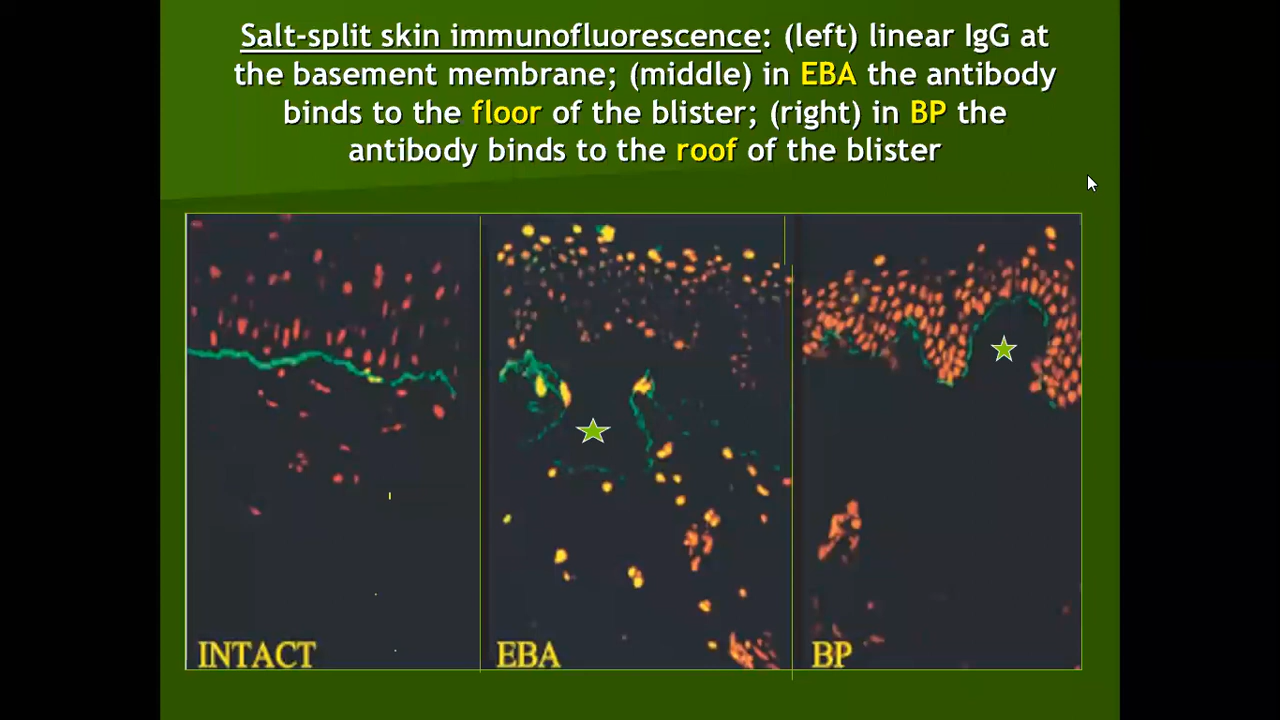 Salt-split skin immunofluorescence: (left) linear IgG at
the basement membrane; (middle) in EBA the antibody
binds to the floor of the blister; (right) in BP the
antibody binds to the roof of the blister
INTACT
EBA
BP